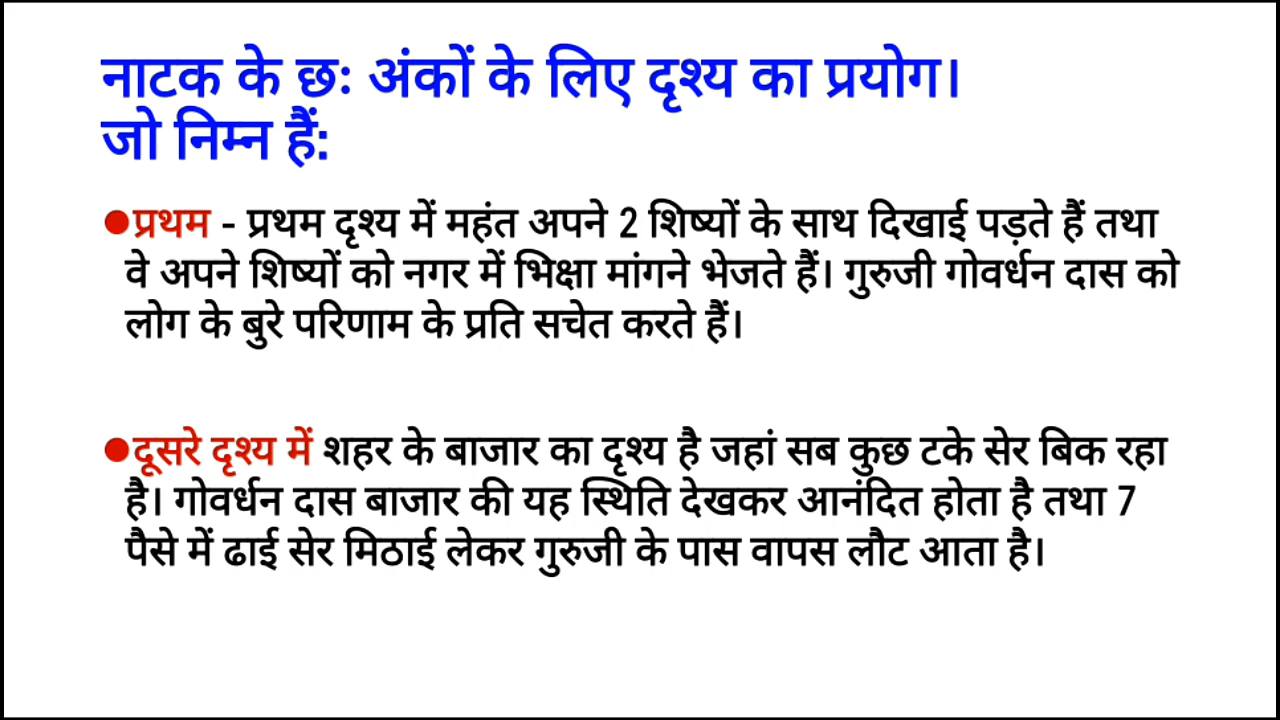 नाटक के छः अंकों के लिए दृश्य का प्रयोग।
जो निम्न हैं:
●प्रथम - प्रथम दृश्य में महंत अपने 2 शिष्यों के साथ दिखाई पड़ते हैं तथा
वे अपने शिष्यों को नगर में भिक्षा मांगने भेजते हैं। गुरुजी गोवर्धन दास को
लोग के बुरे परिणाम के प्रति सचेत करते हैं।
●दूसरे दृश्य में शहर के बाजार का दृश्य है जहां सब कुछ टके सेर बिक रहा
है। गोवर्धन दास बाजार की यह स्थिति देखकर आनंदित होता है तथा 7
पैसे में ढाई सेर मिठाई लेकर गुरुजी के पास वापस लौट आता है।